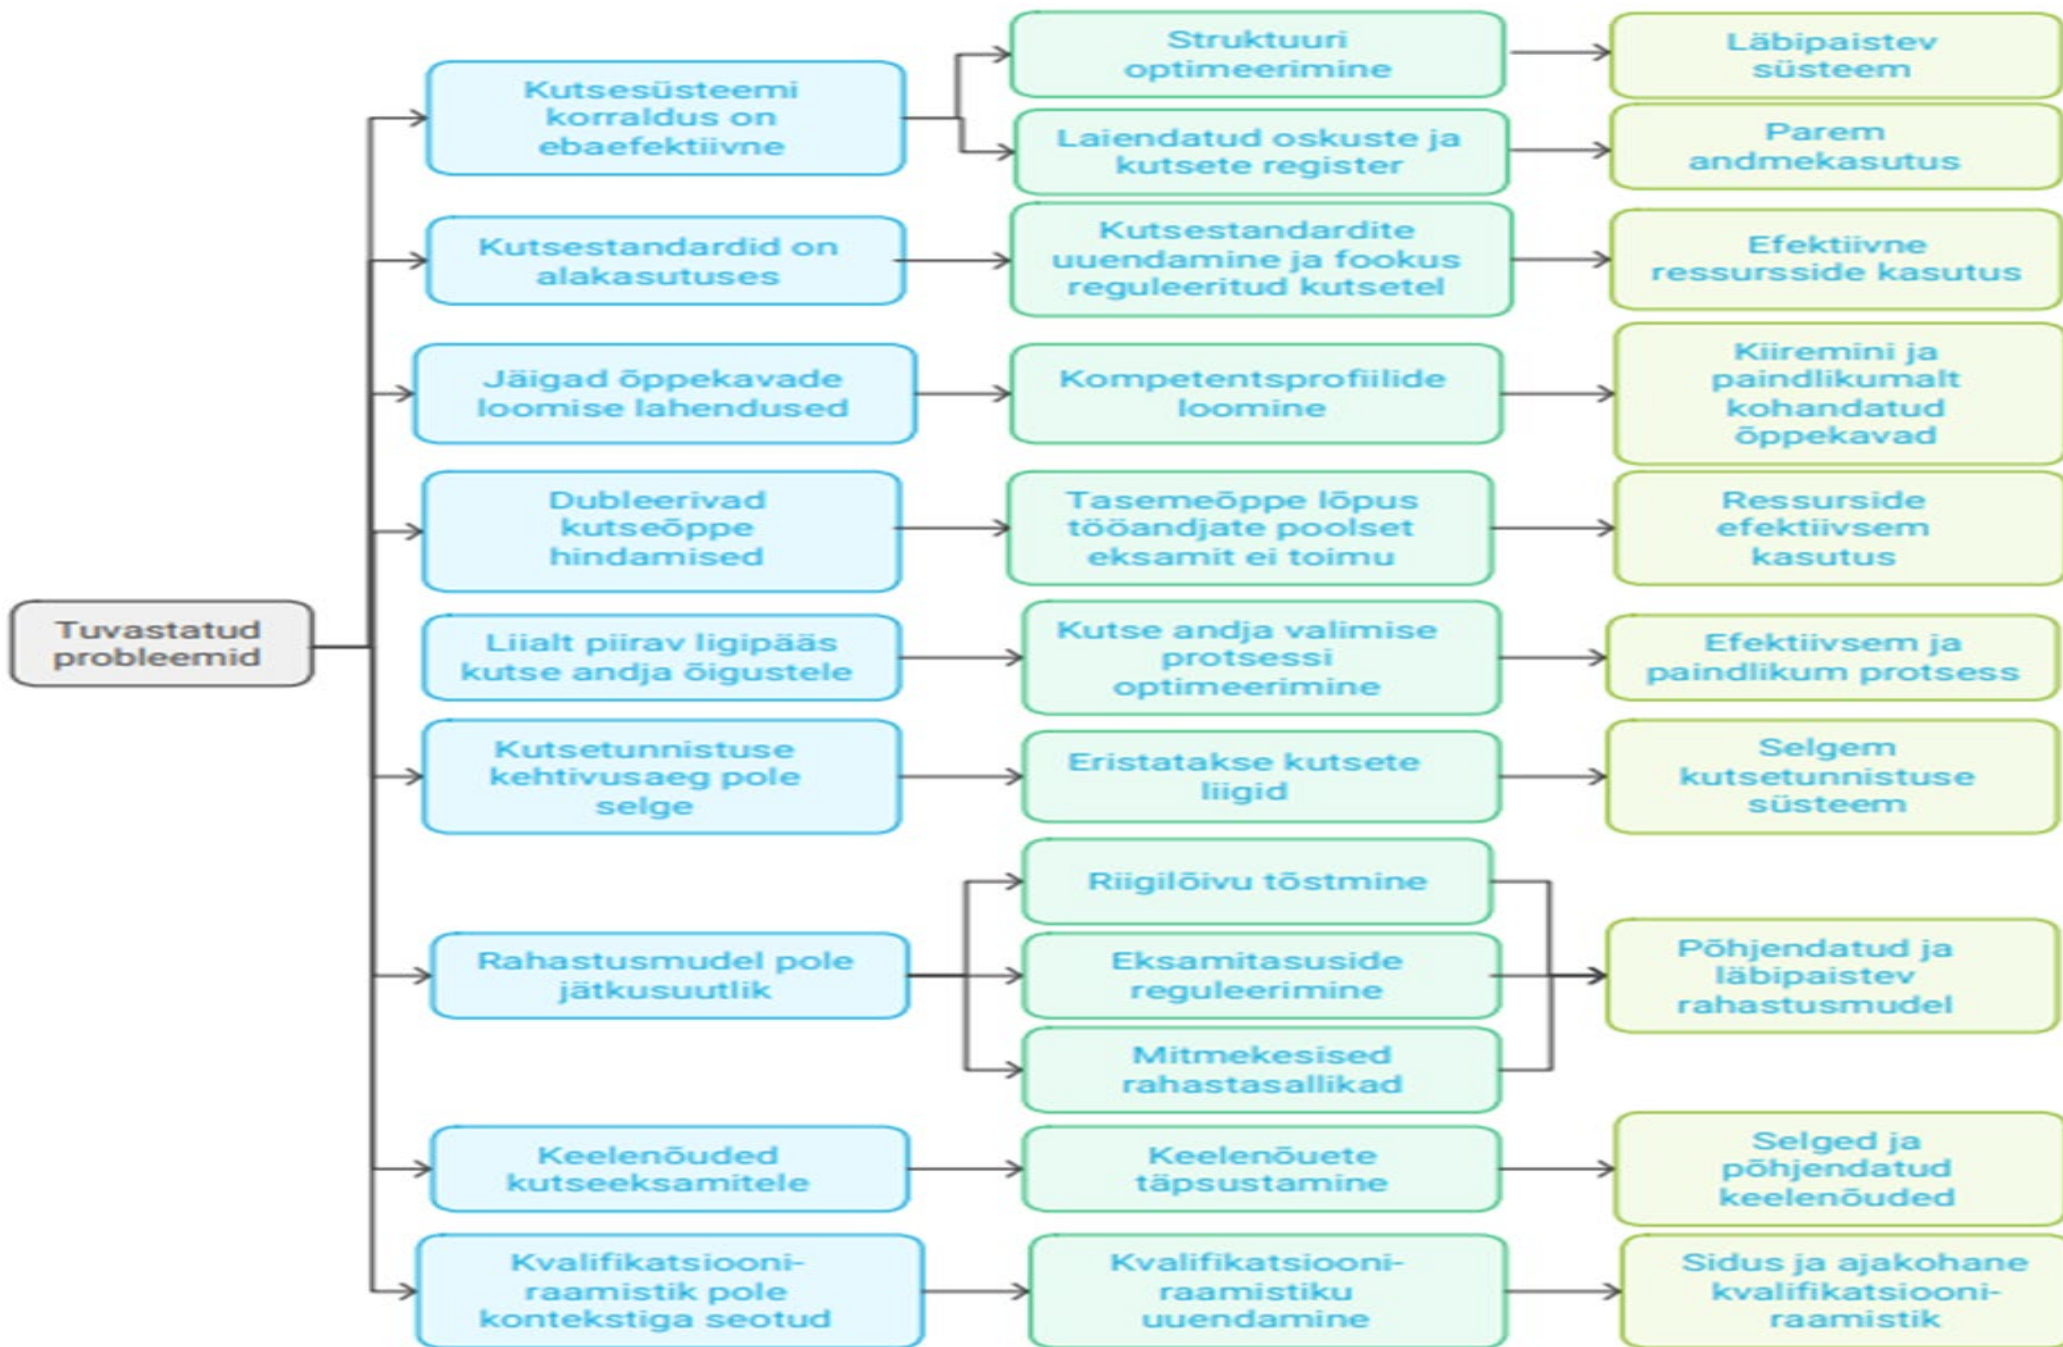 Tuvastatud
probleemid
Kutsesüsteemi
korraldus on
ebaefektiivne
Struktuuri
optimeerimine
Läbipaistev
süsteem
Laiendatud oskuste ja
kutsete register
Parem
andmekasutus
Kutsestandardid on
alakasutuses
Kutsestandardite
uuendamine ja fookus
reguleeritud kutsetel
Efektiivne
ressursside kasutus
Jäigad õppekavade
loomise lahendused
Kompetentsprofiilide
loomine
Kiiremini ja
paindlikumalt
kohandatud
õppekavad
Dubleerivad
kutseõppe
hindamised
Tasemeõppe lõpus
tööandjate poolset
eksamit ei toimu
Ressurside
efektiivsem
kasutus
Liialt piirav ligipääs
kutse andja õigustele
Kutse andja valimise
protsessi
optimeerimine
Efektiivsem ja
paindlikum protsess
Kutsetunnistuse
kehtivusaeg pole
selge
Eristatakse kutsete
liigid
Selgem
kutsetunnistuse
süsteem
Rahastusmudel pole
jätkusuutlik
Riigilõivu tõstmine
Eksamitasuside
reguleerimine
Mitmekesised
rahastasallikad
Põhjendatud ja
läbipaistev
rahastusmudel
Keelenõuded
kutseeksamitele
Keelenõuete
täpsustamine
Selged ja
põhjendatud
keelenõuded
Kvalifikatsiooni-
raamistik pole
kontekstiga seotud
Kvalifikatsiooni-
raamistiku
uuendamine
Sidus ja ajakohane
kvalifikatsiooni-
raamistik